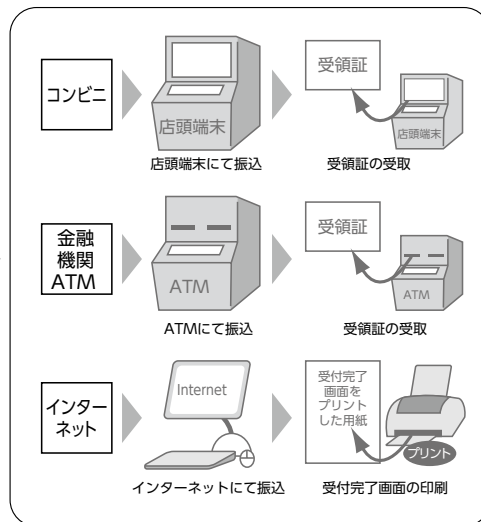 コンビニ
店頭端末
店頭端末にて振込
受領証
店頭端末
受領証の受取
金融
機関
ATM
ATM
ATMにて振込
受領証
ATM
受領証の受取
インター
ネット
Internet
インターネットにて振込
受付完了
画面を
プリント
した用紙
プリント
受付完了画面の印刷